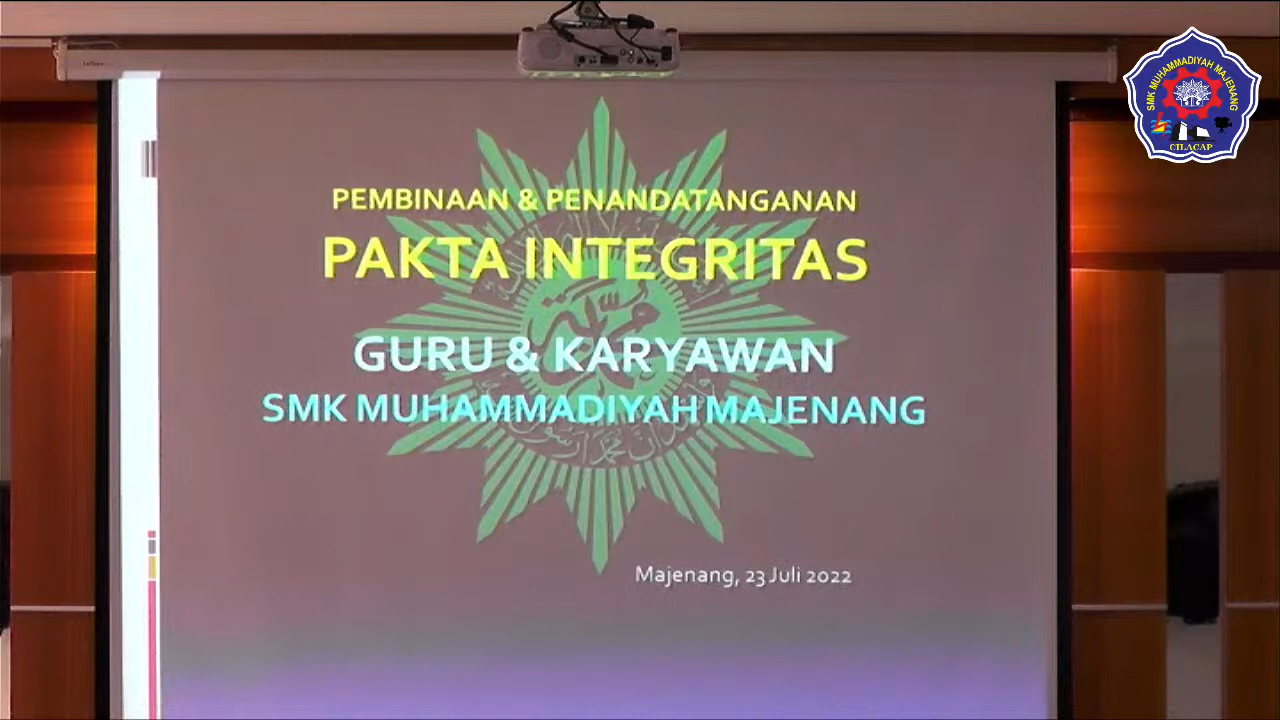 PEMBINAAN & PENANDATANGANAN
PAKTA INTEGRITAS
GURU & KARYAWAN
SMK MUHAMMADIYAH MAJENANG
Majenang, 23 Juli 2022
SMK MUHAMMADIYAH MAJENANG
CILACAP